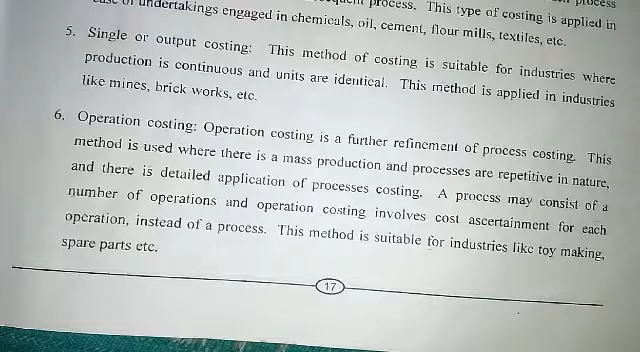 process. This type of costing is applied in
undertakings engaged in chemicals, oil, cement, flour mills, textiles, etc.
5. Single or output costing: This method of costing is suitable for industries where
production is continuous and units are identical. This method is applied in industries
like mines, brick works, etc.
6. Operation costing: Operation costing is a further refinement of process costing. This
method is used where there is a mass production and processes are repetitive in nature,
and there is detailed application of processes costing. A process may consist of a
number of operations and operation costing involves cost ascertainment for each
operation, instead of a process. This method is suitable for industries like toy making,
spare parts etc.
17